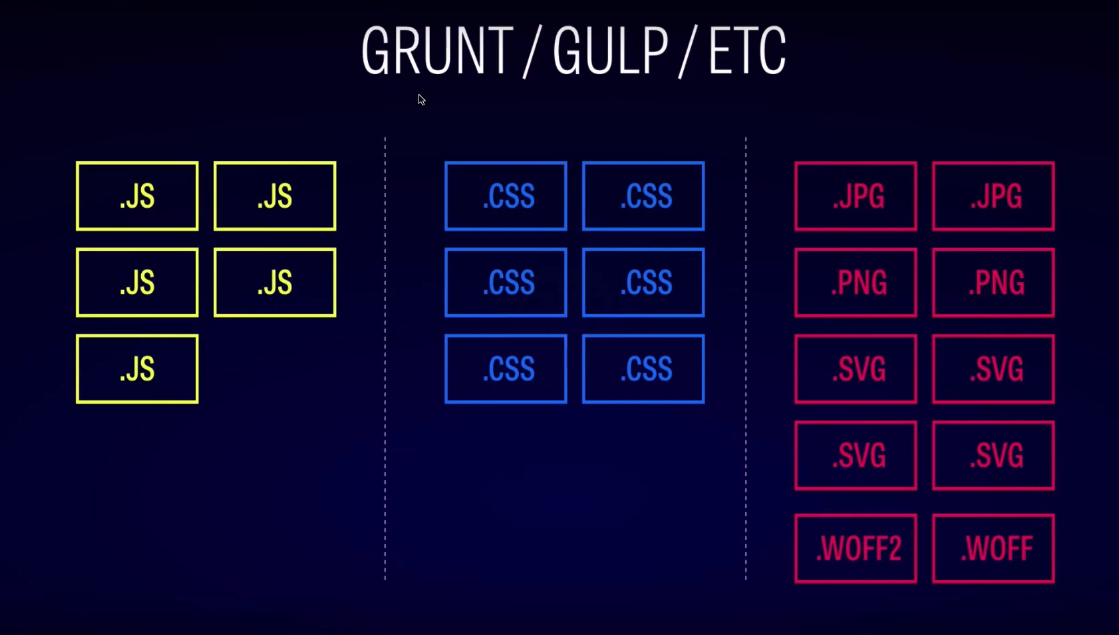 GRUNT / GULP / ETC
.JS .JS
.JS .JS
.JS
.CSS .CSS
.CSS .CSS
.CSS .CSS
.JPG .JPG
.PNG .PNG
.SVG .SVG
.SVG .SVG
.WOFF2 .WOFF